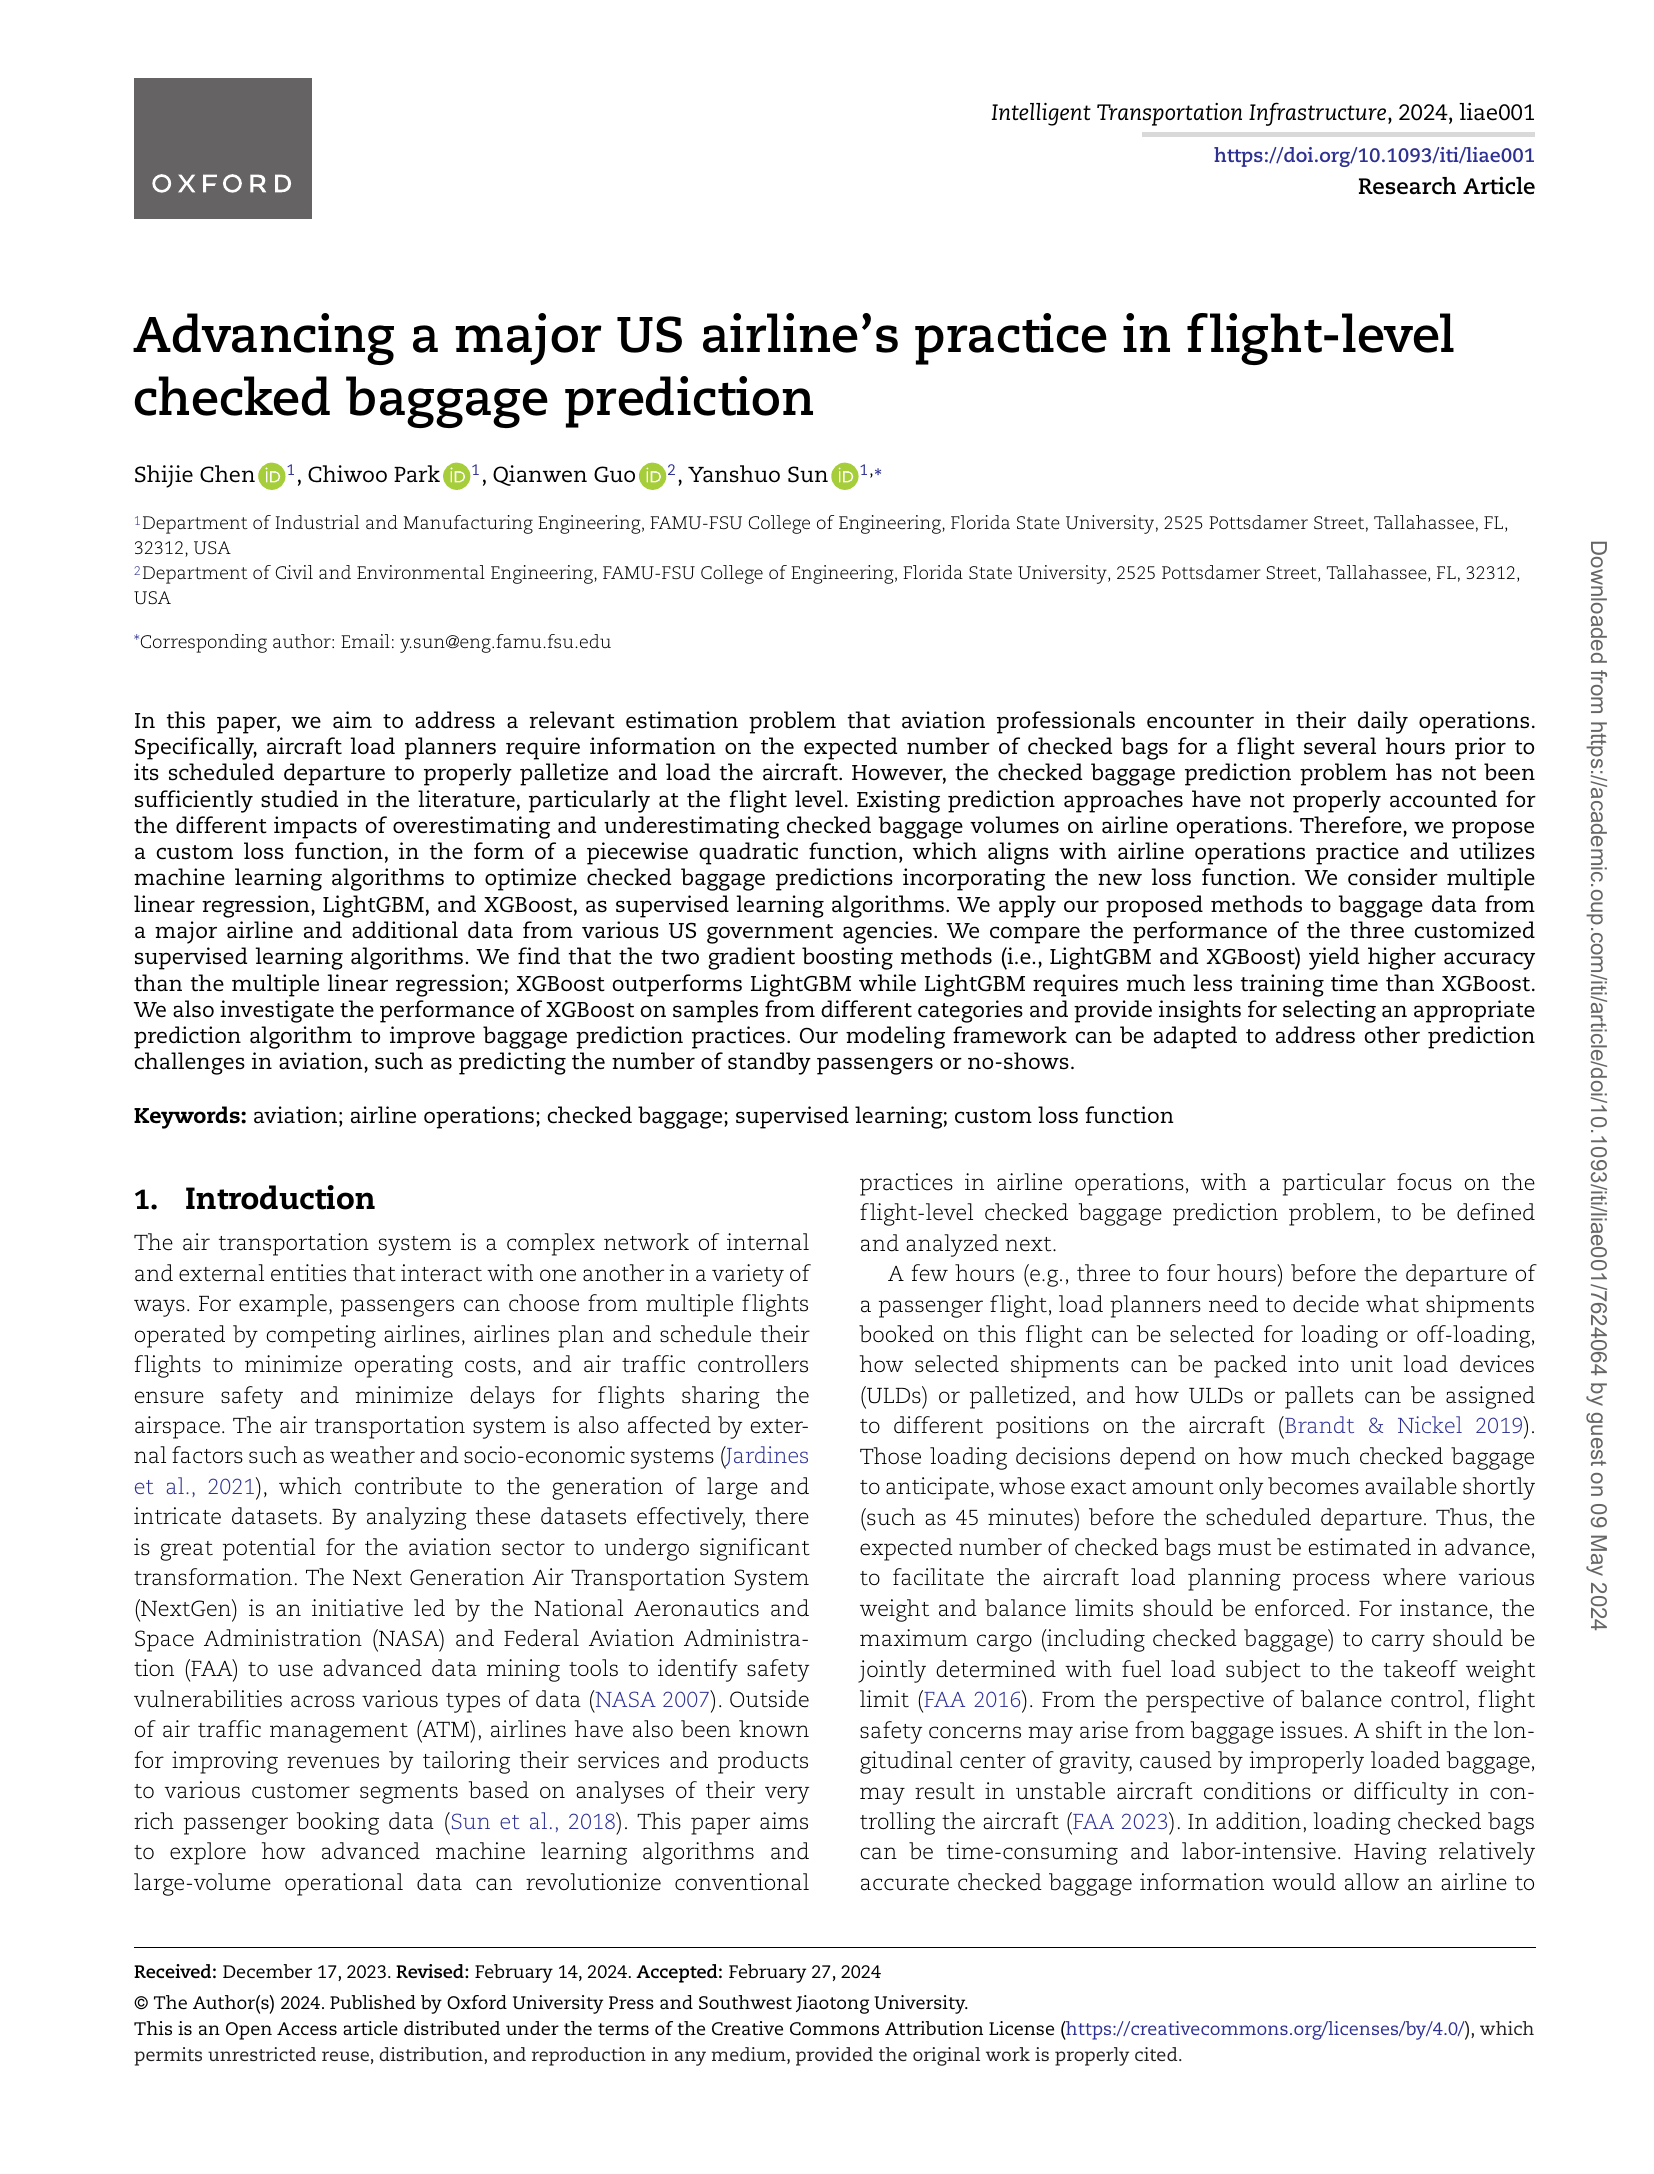 OXFORD
Intelligent Transportation Infrastructure, 2024, liae001
https://doi.org/10.1093/iti/liae001
Research Article
Advancing a major US airline’s practice in flight-level
checked baggage prediction
Shijie Chen iD 1, Chiwoo Park iD 1, Qianwen Guo iD 2, Yanshuo Sun iD 1,*
1Department of Industrial and Manufacturing Engineering, FAMU-FSU College of Engineering, Florida State University, 2525 Pottsdamer Street, Tallahassee, FL,
32312, USA
2Department of Civil and Environmental Engineering, FAMU-FSU College of Engineering, Florida State University, 2525 Pottsdamer Street, Tallahassee, FL, 32312,
USA
*Corresponding author: Email: y.sun@eng.famu.fsu.edu
In this paper, we aim to address a relevant estimation problem that aviation professionals encounter in their daily operations.
Specifically, aircraft load planners require information on the expected number of checked bags for a flight several hours prior to
its scheduled departure to properly palletize and load the aircraft. However, the checked baggage prediction problem has not been
sufficiently studied in the literature, particularly at the flight level. Existing prediction approaches have not properly accounted for
the different impacts of overestimating and underestimating checked baggage volumes on airline operations. Therefore, we propose
a custom loss function, in the form of a piecewise quadratic function, which aligns with airline operations practice and utilizes
machine learning algorithms to optimize checked baggage predictions incorporating the new loss function. We consider multiple
linear regression, LightGBM, and XGBoost, as supervised learning algorithms. We apply our proposed methods to baggage data from
a major airline and additional data from various US government agencies. We compare the performance of the three customized
supervised learning algorithms. We find that the two gradient boosting methods (i.e., LightGBM and XGBoost) yield higher accuracy
than the multiple linear regression; XGBoost outperforms LightGBM while LightGBM requires much less training time than XGBoost.
We also investigate the performance of XGBoost on samples from different categories and provide insights for selecting an appropriate
prediction algorithm to improve baggage prediction practices. Our modeling framework can be adapted to address other prediction
challenges in aviation, such as predicting the number of standby passengers or no-shows.
Keywords: aviation; airline operations; checked baggage; supervised learning; custom loss function
1. Introduction
The air transportation system is a complex network of internal
and external entities that interact with one another in a variety of
ways. For example, passengers can choose from multiple flights
operated by competing airlines, airlines plan and schedule their
flights to minimize operating costs, and air traffic controllers
ensure safety and minimize delays for flights sharing the
airspace. The air transportation system is also affected by exter-
nal factors such as weather and socio-economic systems (Jardines
et al., 2021), which contribute to the generation of large and
intricate datasets. By analyzing these datasets effectively, there
is great potential for the aviation sector to undergo significant
transformation. The Next Generation Air Transportation System
(NextGen) is an initiative led by the National Aeronautics and
Space Administration (NASA) and Federal Aviation Administra-
tion (FAA) to use advanced data mining tools to identify safety
vulnerabilities across various types of data (NASA 2007). Outside
of air traffic management (ATM), airlines have also been known
for improving revenues by tailoring their services and products
to various customer segments based on analyses of their very
rich passenger booking data (Sun et al., 2018). This paper aims
to explore how advanced machine learning algorithms and
large-volume operational data can revolutionize conventional
practices in airline operations, with a particular focus on the
flight-level checked baggage prediction problem, to be defined
and analyzed next.
A few hours (e.g., three to four hours) before the departure of
a passenger flight, load planners need to decide what shipments
booked on this flight can be selected for loading or off-loading,
how selected shipments can be packed into unit load devices
(ULDs) or palletized, and how ULDs or pallets can be assigned
to different positions on the aircraft (Brandt & Nickel 2019).
Those loading decisions depend on how much checked baggage
to anticipate, whose exact amount only becomes available shortly
(such as 45 minutes) before the scheduled departure. Thus, the
expected number of checked bags must be estimated in advance,
to facilitate the aircraft load planning process where various
weight and balance limits should be enforced. For instance, the
maximum cargo (including checked baggage) to carry should be
jointly determined with fuel load subject to the takeoff weight
limit (FAA 2016). From the perspective of balance control, flight
safety concerns may arise from baggage issues. A shift in the lon-
gitudinal center of gravity, caused by improperly loaded baggage,
may result in unstable aircraft conditions or difficulty in con-
trolling the aircraft (FAA 2023). In addition, loading checked bags
can be time-consuming and labor-intensive. Having relatively
accurate checked baggage information would allow an airline to
Received: December 17, 2023. Revised: February 14, 2024. Accepted: February 27, 2024
© The Author(s) 2024. Published by Oxford University Press and Southwest Jiaotong University.
This is an Open Access article distributed under the terms of the Creative Commons Attribution License (https://creativecommons.org/licenses/by/4.0/), which
permits unrestricted reuse, distribution, and reproduction in any medium, provided the original work is properly cited.
Downloaded from https://academic.oup.com/iti/article/doi/10.1093/iti/liae001/7624064 by guest on 09 May 2024